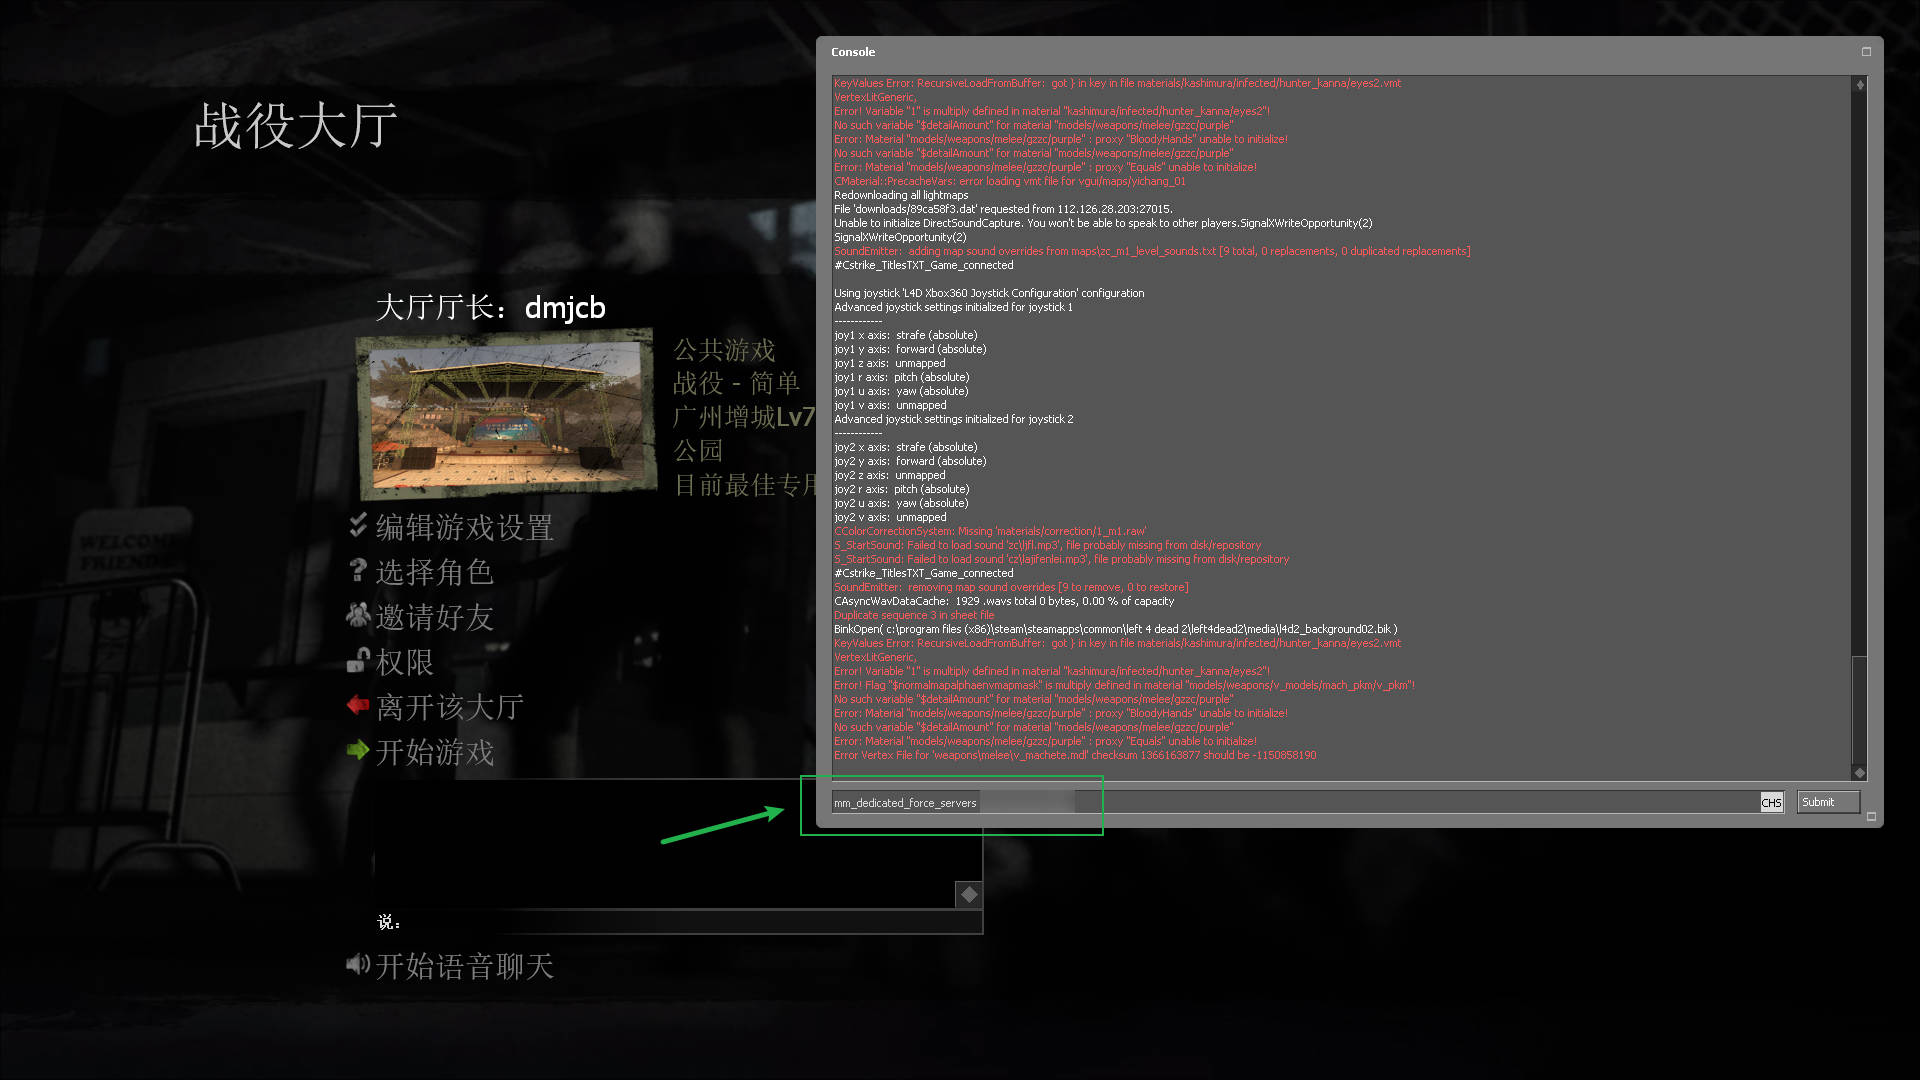 战役大厅
大厅厅长：dmjcb
公共游戏
战役 - 简单
广州增城Lv7
公园
目前最佳专用
WELCOME
FRIENDS
编辑游戏设置
选择角色
邀请好友
权限
离开该大厅
开始游戏
说：
开始语音聊天
Console
KeyValues Error: RecursiveLoadFromBuffer:  got } in key in file materials/kashimura/infected/hunter_kanna/eyes2.vmt
VertexLitGeneric,
Error! Variable "1" is multiply defined in material "kashimura/infected/hunter_kanna/eyes2"!
No such variable "$detailAmount" for material "models/weapons/melee/gzzc/purple"
Error: Material "models/weapons/melee/gzzc/purple" : proxy "BloodyHands" unable to initialize!
No such variable "$detailAmount" for material "models/weapons/melee/gzzc/purple"
Error: Material "models/weapons/melee/gzzc/purple" : proxy "Equals" unable to initialize!
CMaterial::PrecacheVars: error loading vmt file for vgui/maps/yichang_01
Redownloading all lightmaps
File 'downloads/89ca58f3.dat' requested from 112.126.28.203:27015.
Unable to initialize DirectSoundCapture. You won't be able to speak to other players.SignalXWriteOpportunity(2)
SignalXWriteOpportunity(2)
SoundEmitter:  adding map sound overrides from maps\zc_m1_level_sounds.txt [9 total, 0 replacements, 0 duplicated replacements]
#Cstrike_TitlesTXT_Game_connected
Using joystick 'L4D Xbox360 Joystick Configuration' configuration
Advanced joystick settings initialized for joystick 1
------------
joy1 x axis:  strafe (absolute)
joy1 y axis:  forward (absolute)
joy1 z axis:  unmapped
joy1 r axis:  pitch (absolute)
joy1 u axis:  yaw (absolute)
joy1 v axis:  unmapped
Advanced joystick settings initialized for joystick 2
------------
joy2 x axis:  strafe (absolute)
joy2 y axis:  forward (absolute)
joy2 z axis:  unmapped
joy2 r axis:  pitch (absolute)
joy2 u axis:  yaw (absolute)
joy2 v axis:  unmapped
CColorCorrectionSystem: Missing 'materials/correction/1_m1.raw'
S_StartSound: Failed to load sound 'zc\ljfl.mp3', file probably missing from disk/repository
S_StartSound: Failed to load sound 'cz\lajifenlei.mp3', file probably missing from disk/repository
#Cstrike_TitlesTXT_Game_connected
SoundEmitter:  removing map sound overrides [9 to remove, 0 to restore]
CAsyncWavDataCache:  1929 .wavs total 0 bytes, 0.00 % of capacity
Duplicate sequence 3 in sheet file
BinkOpen( c:\program files (x86)\steam\steamapps\common\left 4 dead 2\left4dead2\media\l4d2_background02.bik )
KeyValues Error: RecursiveLoadFromBuffer:  got } in key in file materials/kashimura/infected/hunter_kanna/eyes2.vmt
VertexLitGeneric,
Error! Variable "1" is multiply defined in material "kashimura/infected/hunter_kanna/eyes2"!
Error! Flag "$normalmapalphaenvmapmask" is multiply defined in material "models/weapons/v_models/mach_pkm/v_pkm"!
No such variable "$detailAmount" for material "models/weapons/melee/gzzc/purple"
Error: Material "models/weapons/melee/gzzc/purple" : proxy "BloodyHands" unable to initialize!
No such variable "$detailAmount" for material "models/weapons/melee/gzzc/purple"
Error: Material "models/weapons/melee/gzzc/purple" : proxy "Equals" unable to initialize!
Error Vertex File for 'weapons\melee\v_machete.mdl' checksum 1366163877 should be -1150858190
mm_dedicated_force_servers
CHS
Submit